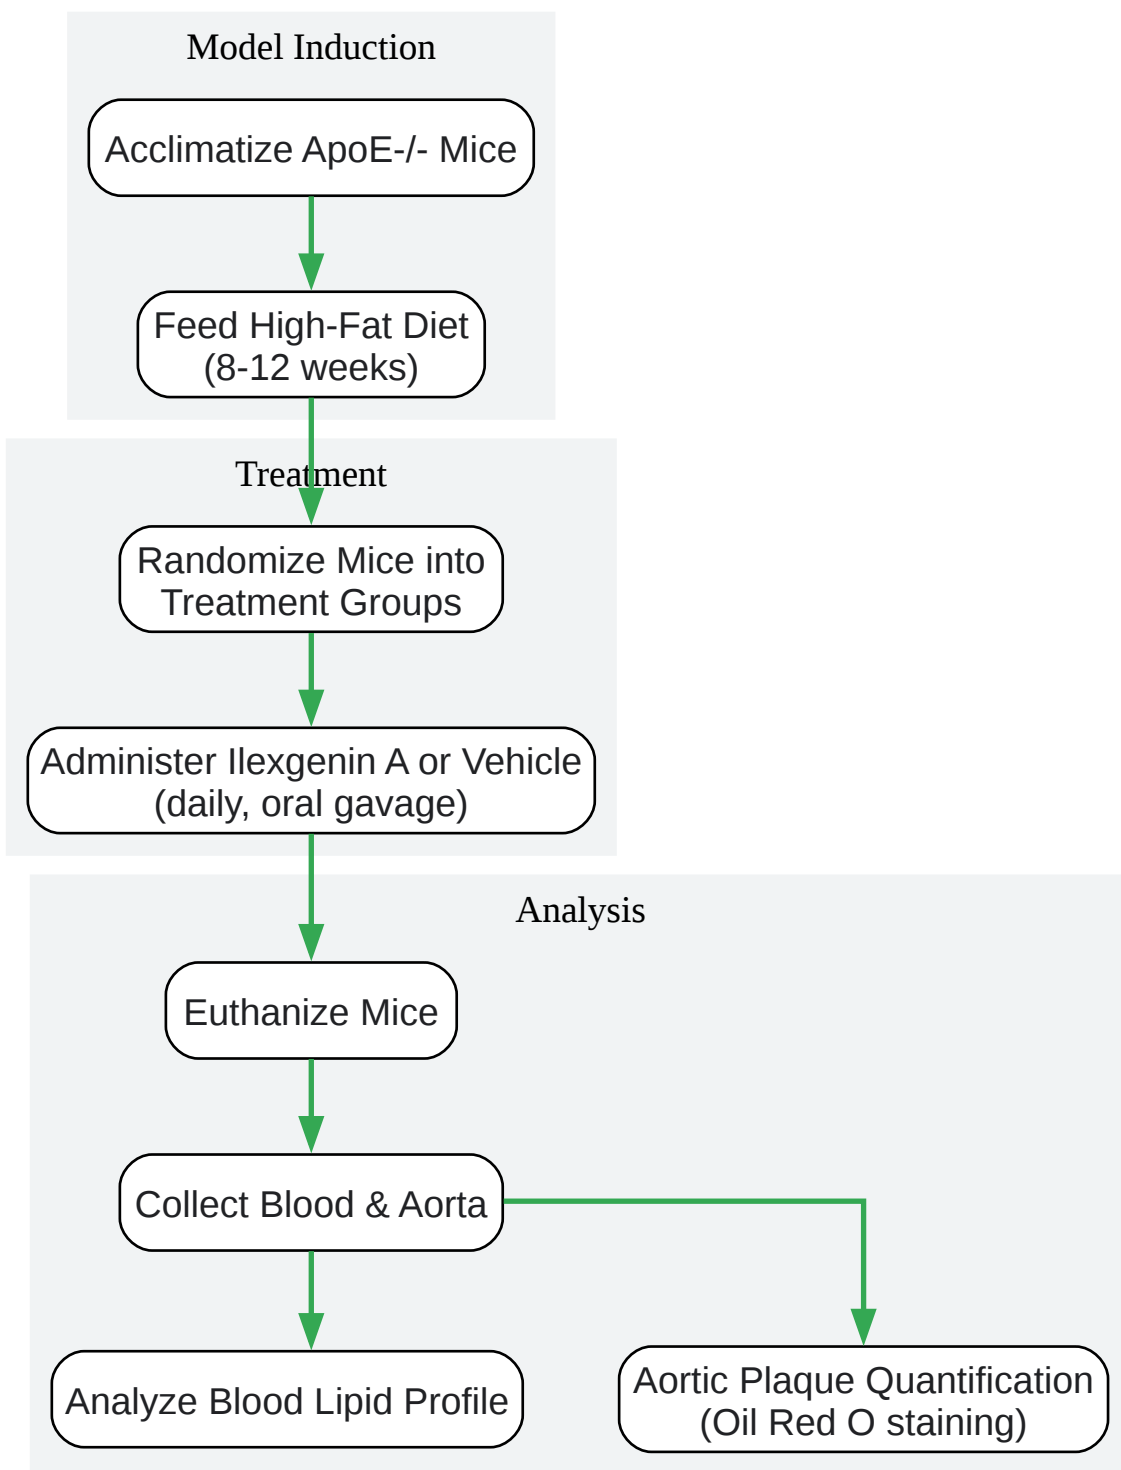 Model Induction
Acclimatize ApoE-/- Mice
Feed High-Fat Diet
(8-12 weeks)
Treatment
Randomize Mice into
Treatment Groups
Administer Ilexgenin A or Vehicle
(daily, oral gavage)
Analysis
Euthanize Mice
Collect Blood & Aorta
Analyze Blood Lipid Profile
Aortic Plaque Quantification
(Oil Red O staining)